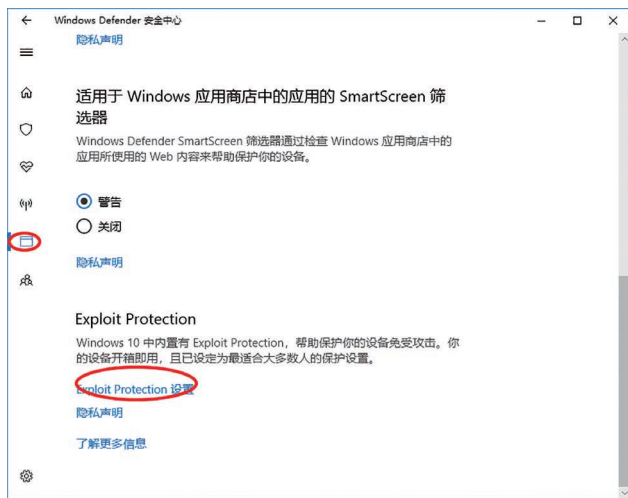 Windows Defender 安全中心
隐私声明
适用于 Windows 应用商店中的应用的 SmartScreen 筛
选器
Windows Defender SmartScreen 筛选器通过检查 Windows 应用商店中的
应用所使用的 Web 内容来帮助保护你的设备。
警告
关闭
隐私声明
Exploit Protection
Windows 10 中内置有 Exploit Protection，帮助保护你的设备免受攻击。你
的设备开箱即用，且已设定为最适合大多数人的保护设置。
Exploit Protection 设置
隐私声明
了解更多信息